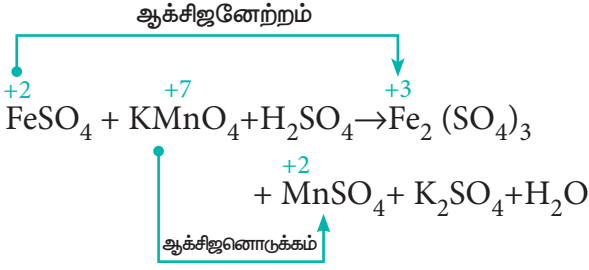 ஆக்சிஜனேற்றம்
+2 +7 +3
FeSO₄ + KMnO₄+H₂SO₄→Fe₂ (SO₄)₃
+2
+ MnSO₄+ K₂SO₄+H₂O
ஆக்சிஜனொடுக்கம்